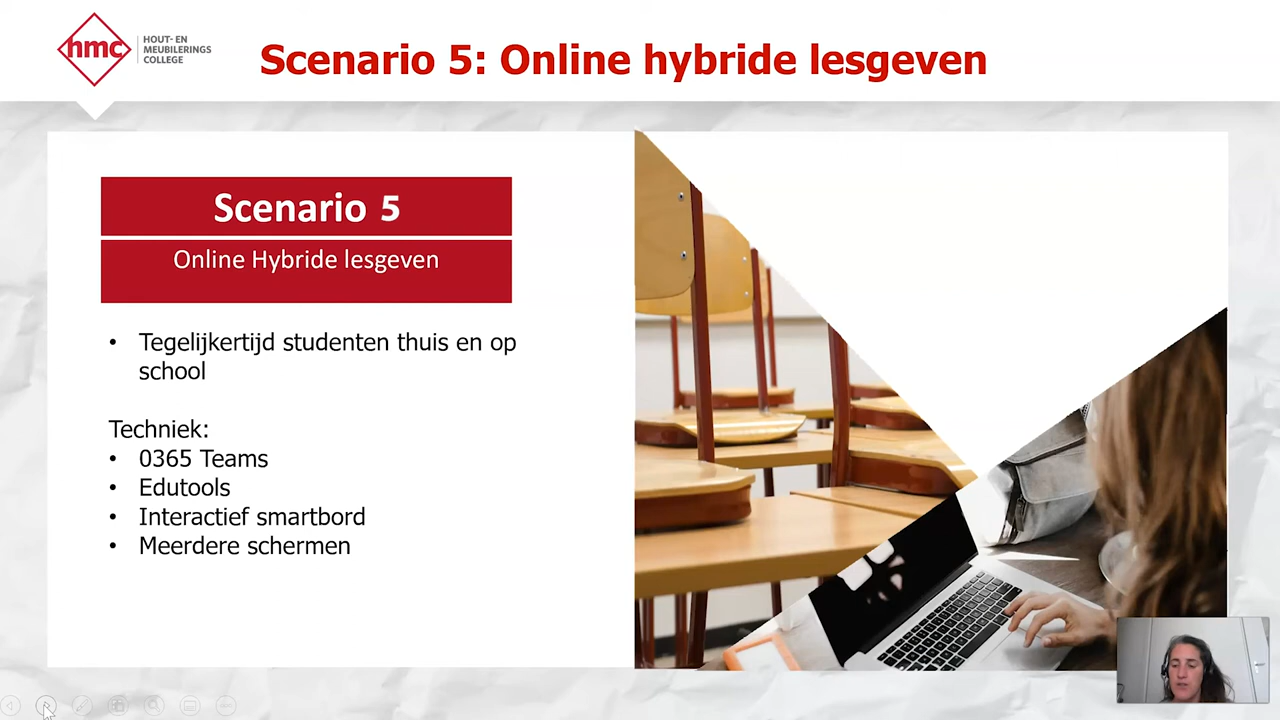 hmc
HOUT- EN
MEUBILERINGS
COLLEGE
Scenario 5: Online hybride lesgeven
Scenario 5
Online Hybride lesgeven
• Tegelijkertijd studenten thuis en op
school
Techniek:
• 0365 Teams
• Edutools
• Interactief smartbord
• Meerdere schermen